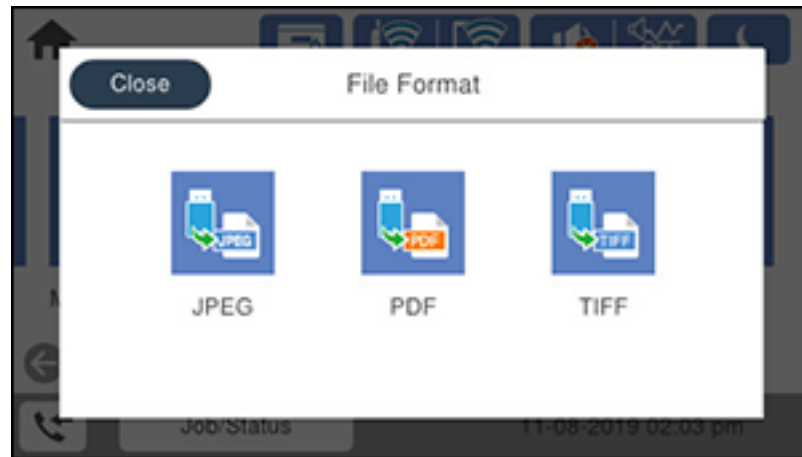 Close
File Format
JPEG
PDF
TIFF
JPEG
PDF
TIFF
Job/Status
11-08-2019 02:03 pm